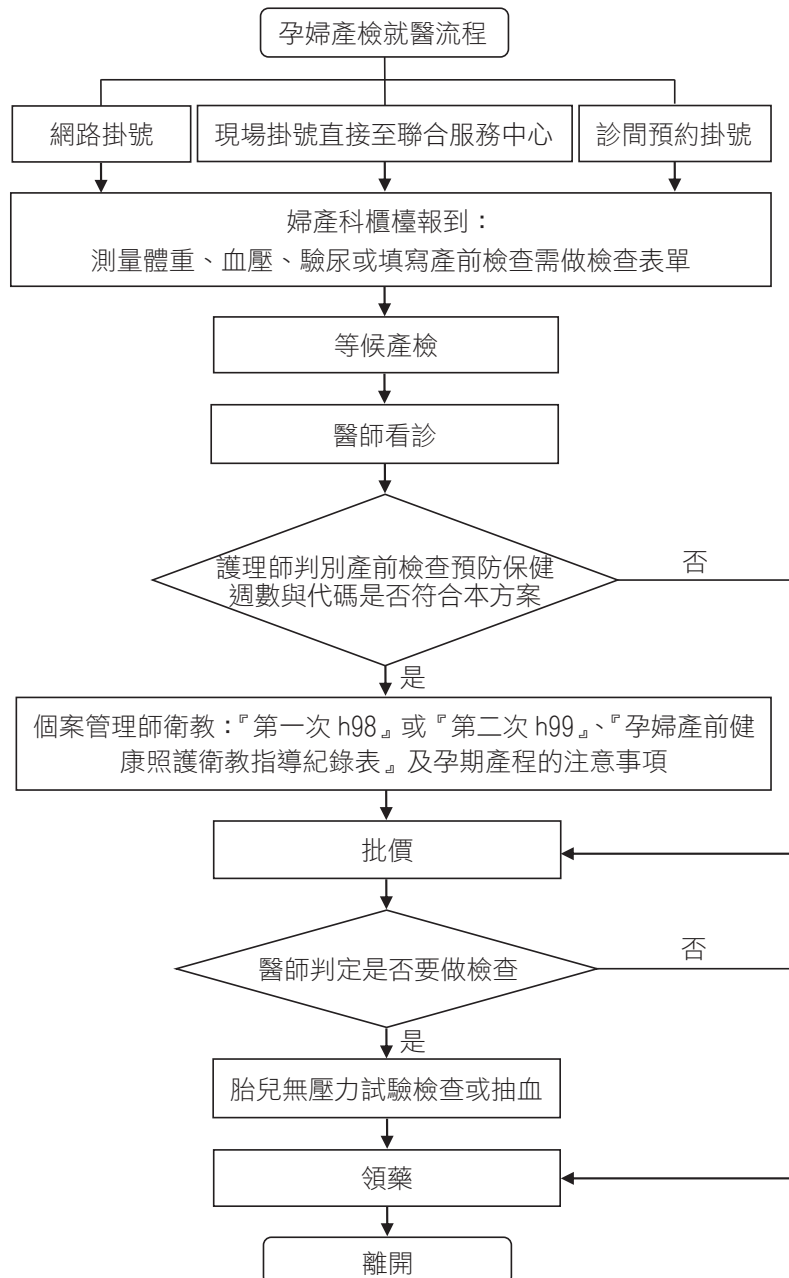 孕婦產檢就醫流程
網路掛號
現場掛號直接至聯合服務中心
診間預約掛號
婦產科櫃檯報到：
測量體重、血壓、驗尿或填寫產前檢查需做檢查表單
等候產檢
醫師看診
護理師判別產前檢查預防保健
週數與代碼是否符合本方案
否
是
個案管理師衛教：『第一次 h98』或『第二次 h99』、『孕婦產前健
康照護衛教指導紀錄表』及孕期產程的注意事項
批價
醫師判定是否要做檢查
否
是
胎兒無壓力試驗檢查或抽血
領藥
離開